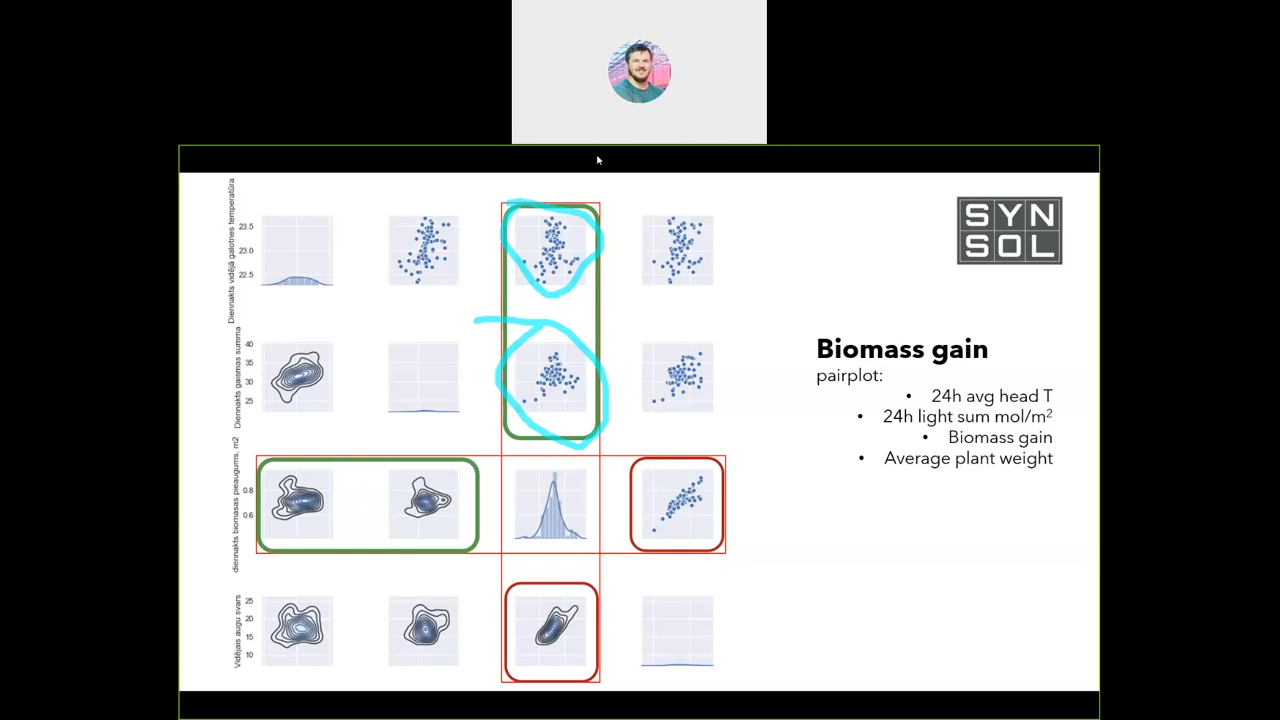 Diennakts vidējā galotnes temperatūra
23.5
23.0
22.5
Diennakts gaismas summa
40
35
30
25
diennakts biomasas pieaugums, m2
0.8
0.6
Vidējais augu svars
25
20
15
10
SYN
SOL
Biomass gain
pairplot:
• 24h avg head T
• 24h light sum mol/m²
• Biomass gain
• Average plant weight